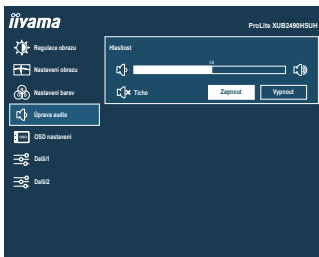 iiyama
ProLite XUB2490HSUH
Regulace obrazu
Nastavení obrazu
Nastavení barev
Úprava audio
OSD
OSD nastavení
Další1
Další2
Hlasitost
Ticho
Zapnout
Vypnout